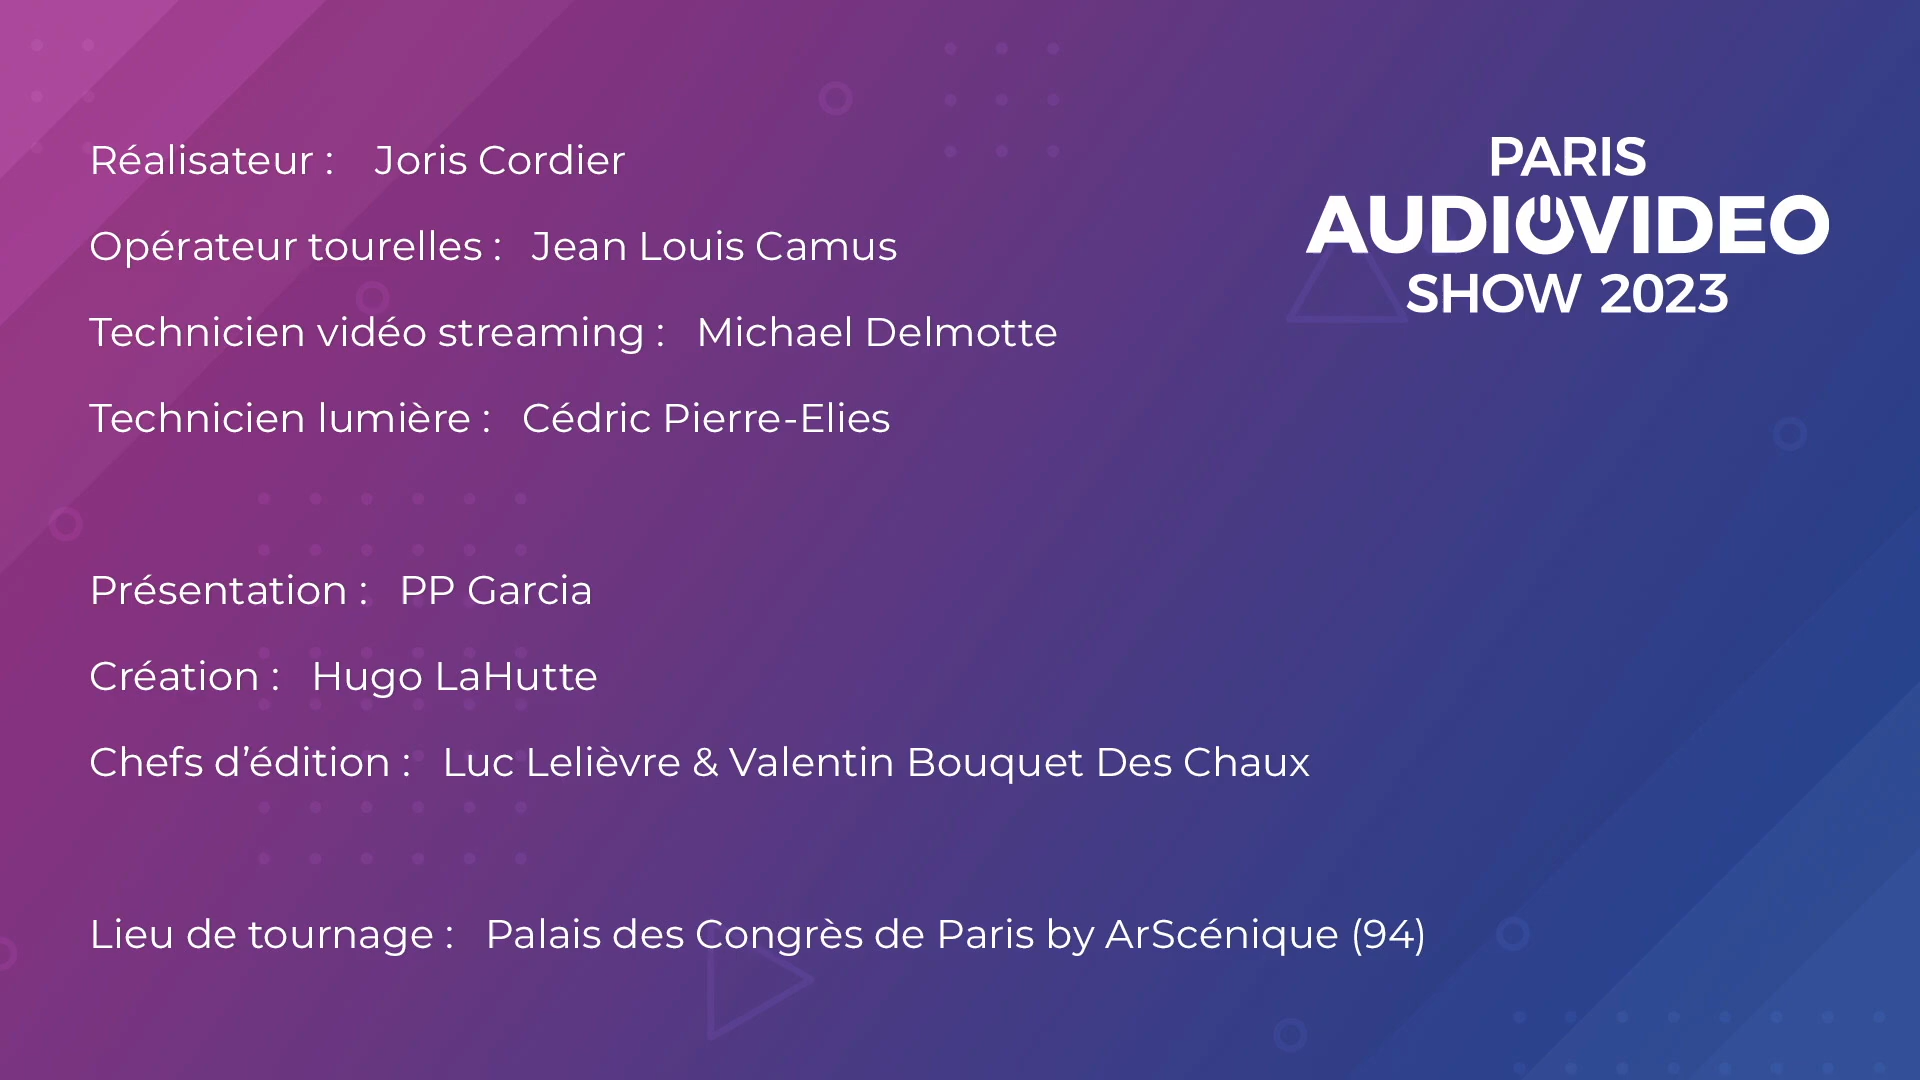 Réalisateur : Joris Cordier
Opérateur tourelles : Jean Louis Camus
Technicien vidéo streaming : Michael Delmotte
Technicien lumière : Cédric Pierre-Elies
Présentation : PP Garcia
Création : Hugo LaHutte
Chefs d’édition : Luc Lelièvre & Valentin Bouquet Des Chaux
Lieu de tournage : Palais des Congrès de Paris by ArScénique (94)
PARIS
AUDIOVIDEO
SHOW 2023